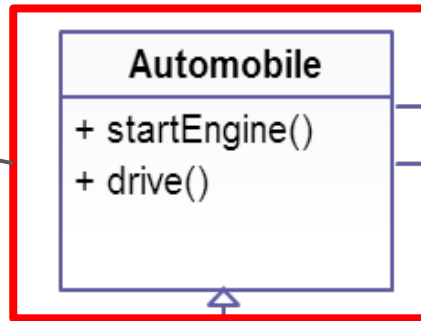 Automobile
+ startEngine()
+ drive()